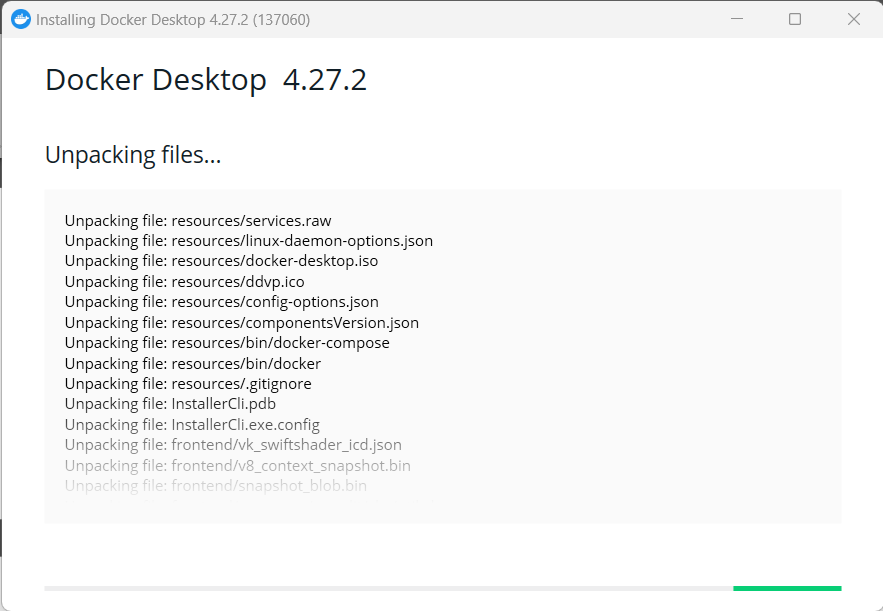 Installing Docker Desktop 4.27.2 (137060)
Docker Desktop 4.27.2
Unpacking files...
Unpacking file: resources/services.raw
Unpacking file: resources/linux-daemon-options.json
Unpacking file: resources/docker-desktop.iso
Unpacking file: resources/ddvp.ico
Unpacking file: resources/config-options.json
Unpacking file: resources/componentsVersion.json
Unpacking file: resources/bin/docker-compose
Unpacking file: resources/bin/docker
Unpacking file: resources/.gitignore
Unpacking file: InstallerCli.pdb
Unpacking file: InstallerCli.exe.config
Unpacking file: frontend/vk_swiftshader_icd.json
Unpacking file: frontend/v8_context_snapshot.bin
Unpacking file: frontend/snapshot_blob.bin